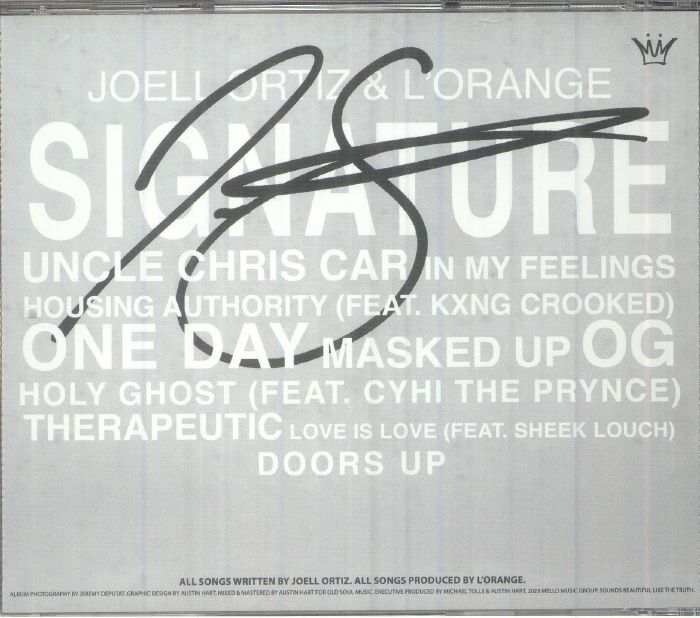 JOELL ORTIZ & L'ORANGE
SIGNATURE
UNCLE CHRIS CAR IN MY FEELINGS
HOUSING AUTHORITY (FEAT. KXNG CROOKED)
ONE DAY MASKED UP OG
HOLY GHOST (FEAT. CYHI THE PRYNCE)
THERAPEUTIC LOVE IS LOVE (FEAT. SHEEK LOUCH)
DOORS UP
ALL SONGS WRITTEN BY JOELL ORTIZ. ALL SONGS PRODUCED BY L'ORANGE.
ALBUM PHOTOGRAPHY BY JEREMY DEPUTAT. GRAPHIC DESIGN BY AUSTIN HART. MIXED & MASTERED BY AUSTIN HART FOR OLD SOUL MUSIC. EXECUTIVE PRODUCED BY MICHAEL TOLLE & AUSTIN HART. 2023 MELLO MUSIC GROUP. SOUNDS BEAUTIFUL LIKE THE TRUTH.